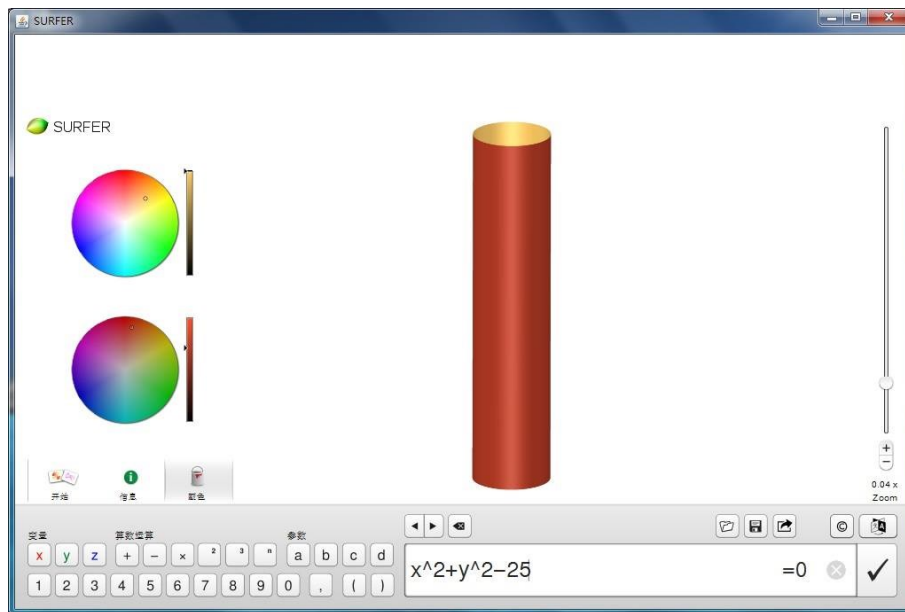 SURFER
SURFER
+
−
0.04 x
Zoom
开始 信息 颜色
变量 算数运算 参数
x y z + − × ² ³ ⁿ a b c d
1 2 3 4 5 6 7 8 9 0 , ( )
©
x^2+y^2−25 =0